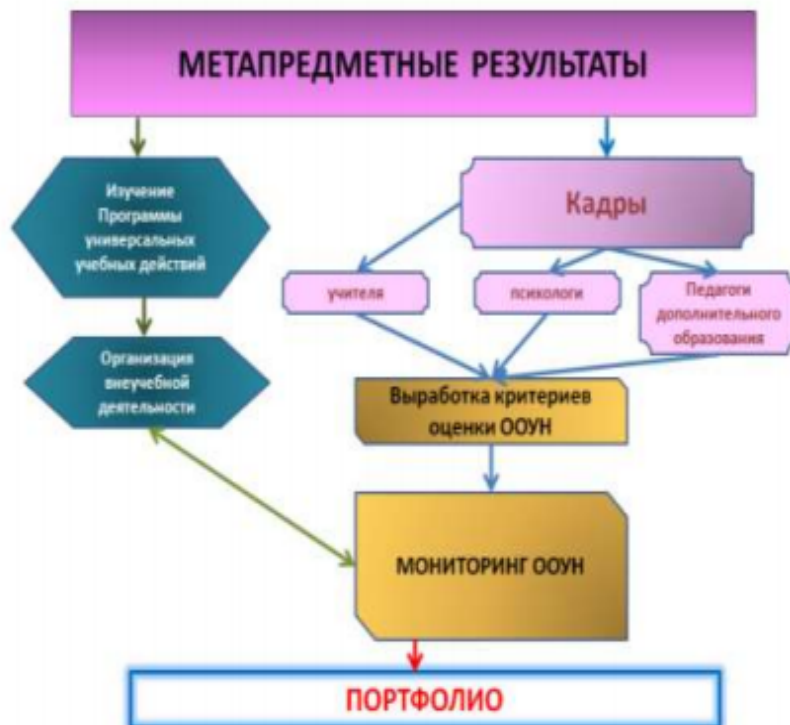 МЕТАПРЕДМЕТНЫЕ РЕЗУЛЬТАТЫ
Изучение
Программы
универсальных
учебных действий
Кадры
учителя
психологи
Педагоги
дополнительного
образования
Организация
внеучебной
деятельности
Выработка критериев
оценки ООУН
МОНИТОРИНГ ООУН
ПОРТФОЛИО